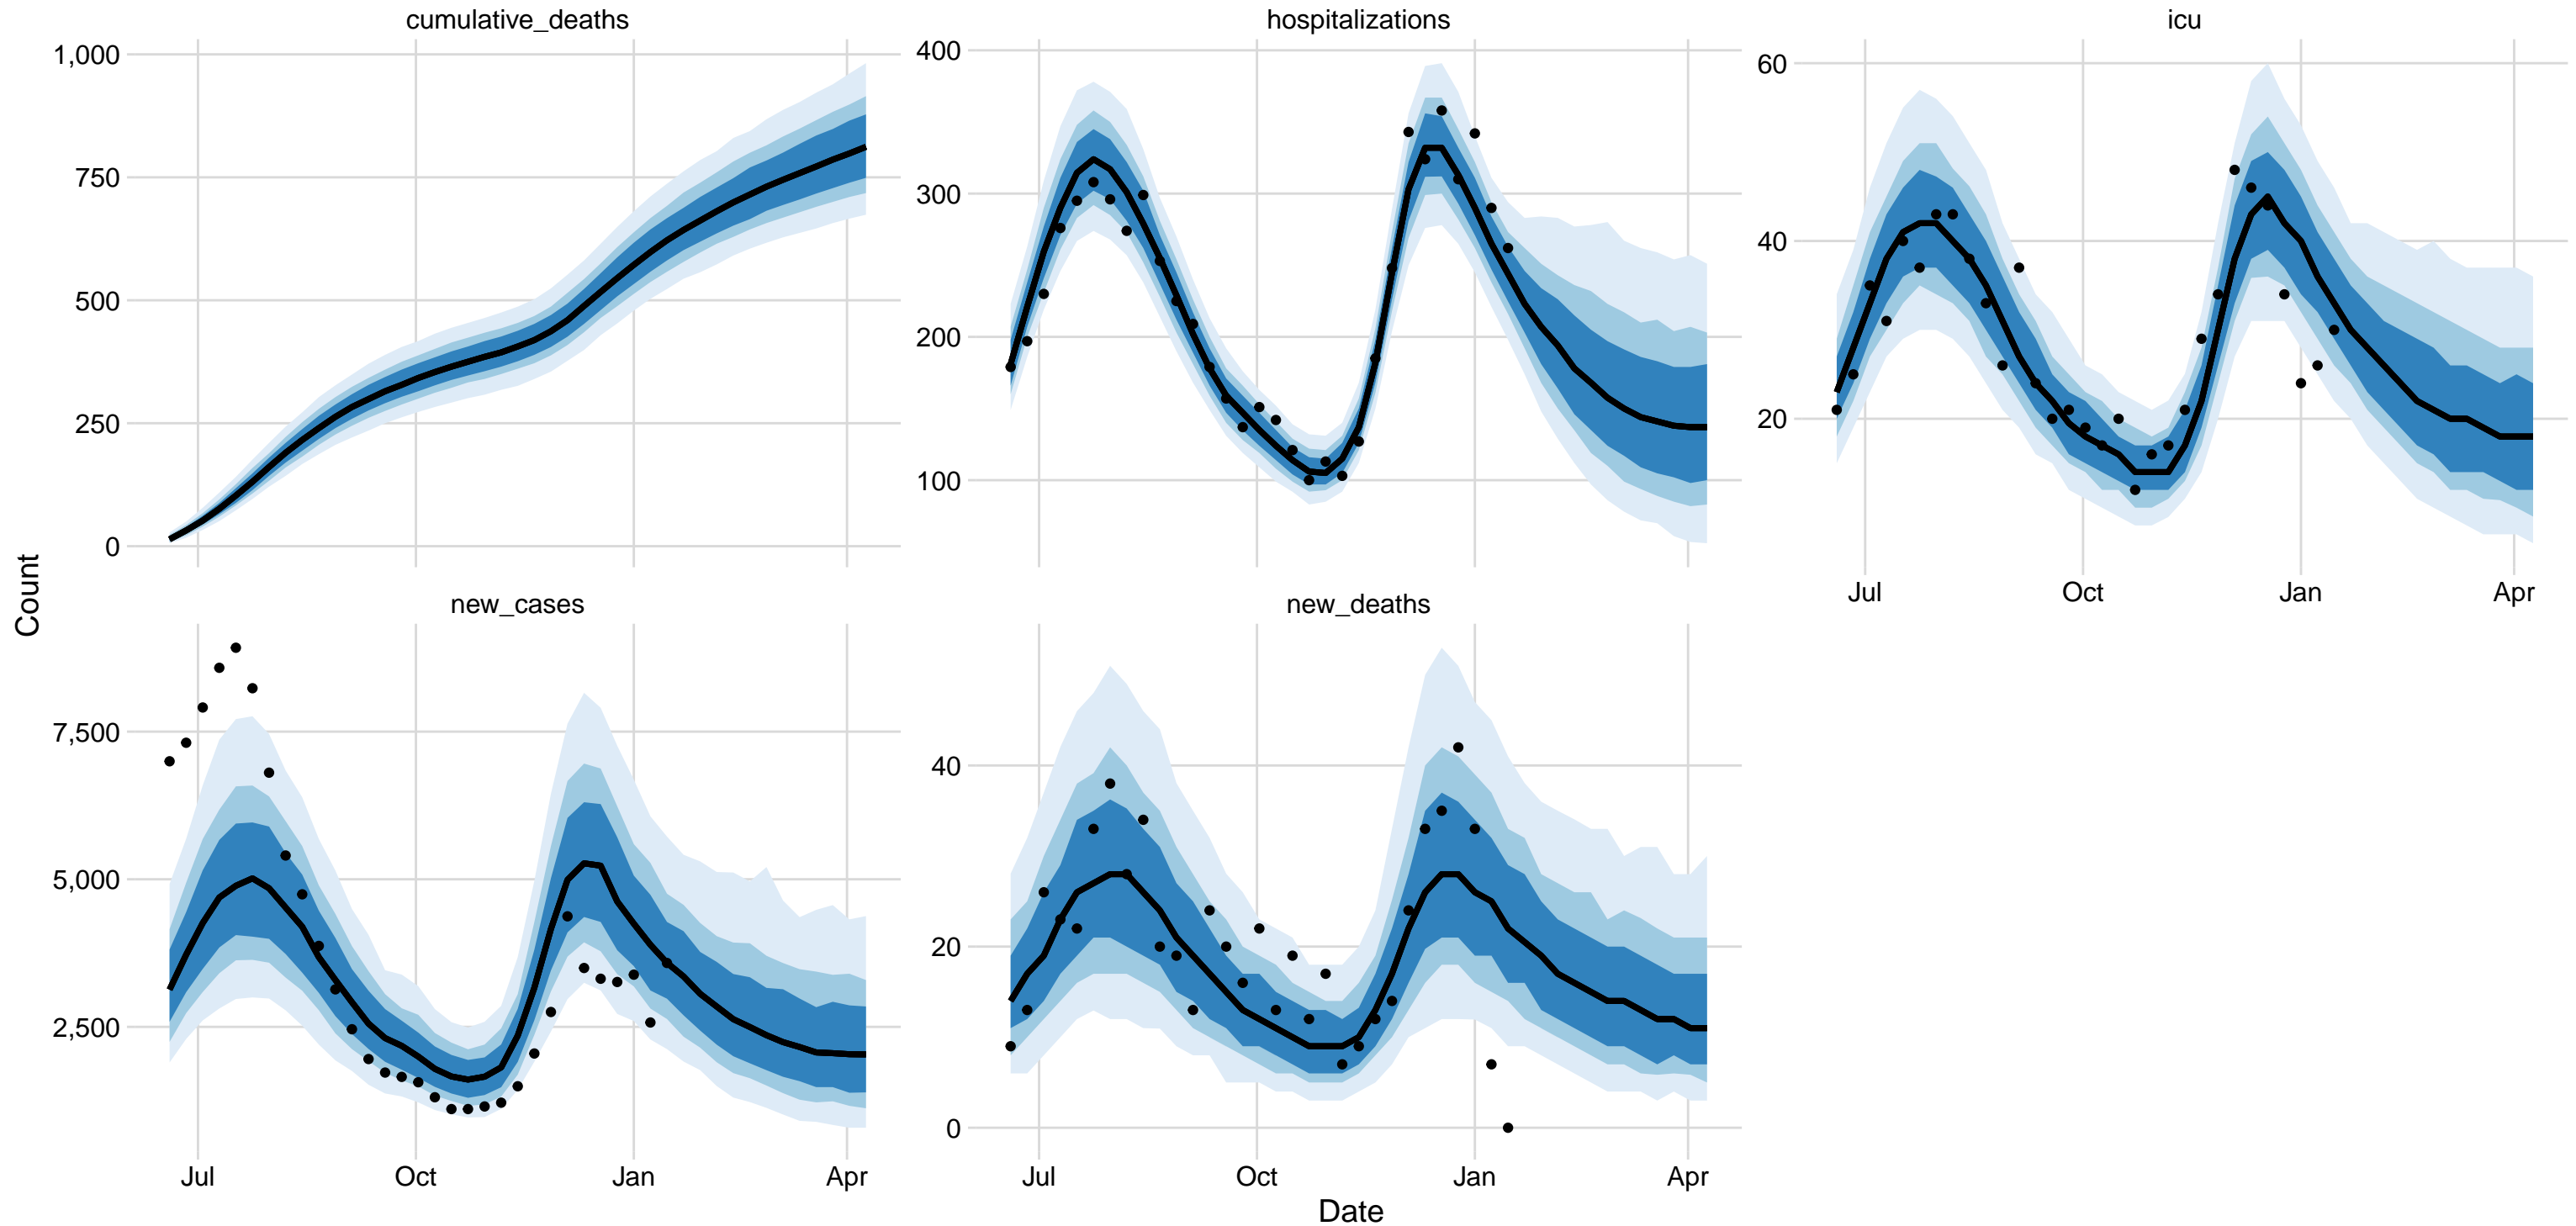 cumulative_deaths
hospitalizations
icu
1,000
750
500
250
0
400
300
200
100
60
40
20
Jul
Oct
Jan
Apr
Count
new_cases
new_deaths
7,500
5,000
2,500
40
20
0
Jul
Oct
Jan
Apr
Jul
Oct
Jan
Apr
Date